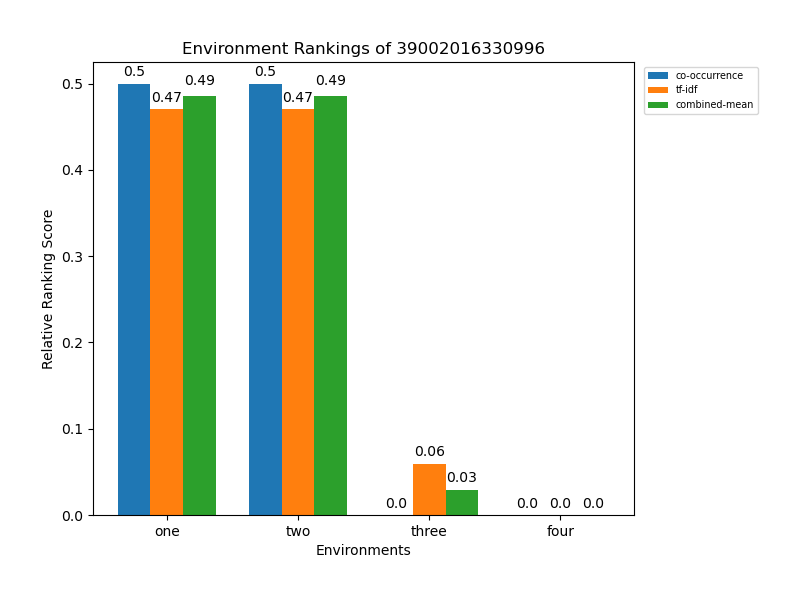 Environment Rankings of 39002016330996
co-occurrence
tf-idf
combined-mean
Relative Ranking Score
0.5
0.4
0.3
0.2
0.1
0.0
0.5 0.47 0.49 0.5 0.47 0.49
0.0 0.06 0.03 0.0 0.0 0.0
one two three four
Environments